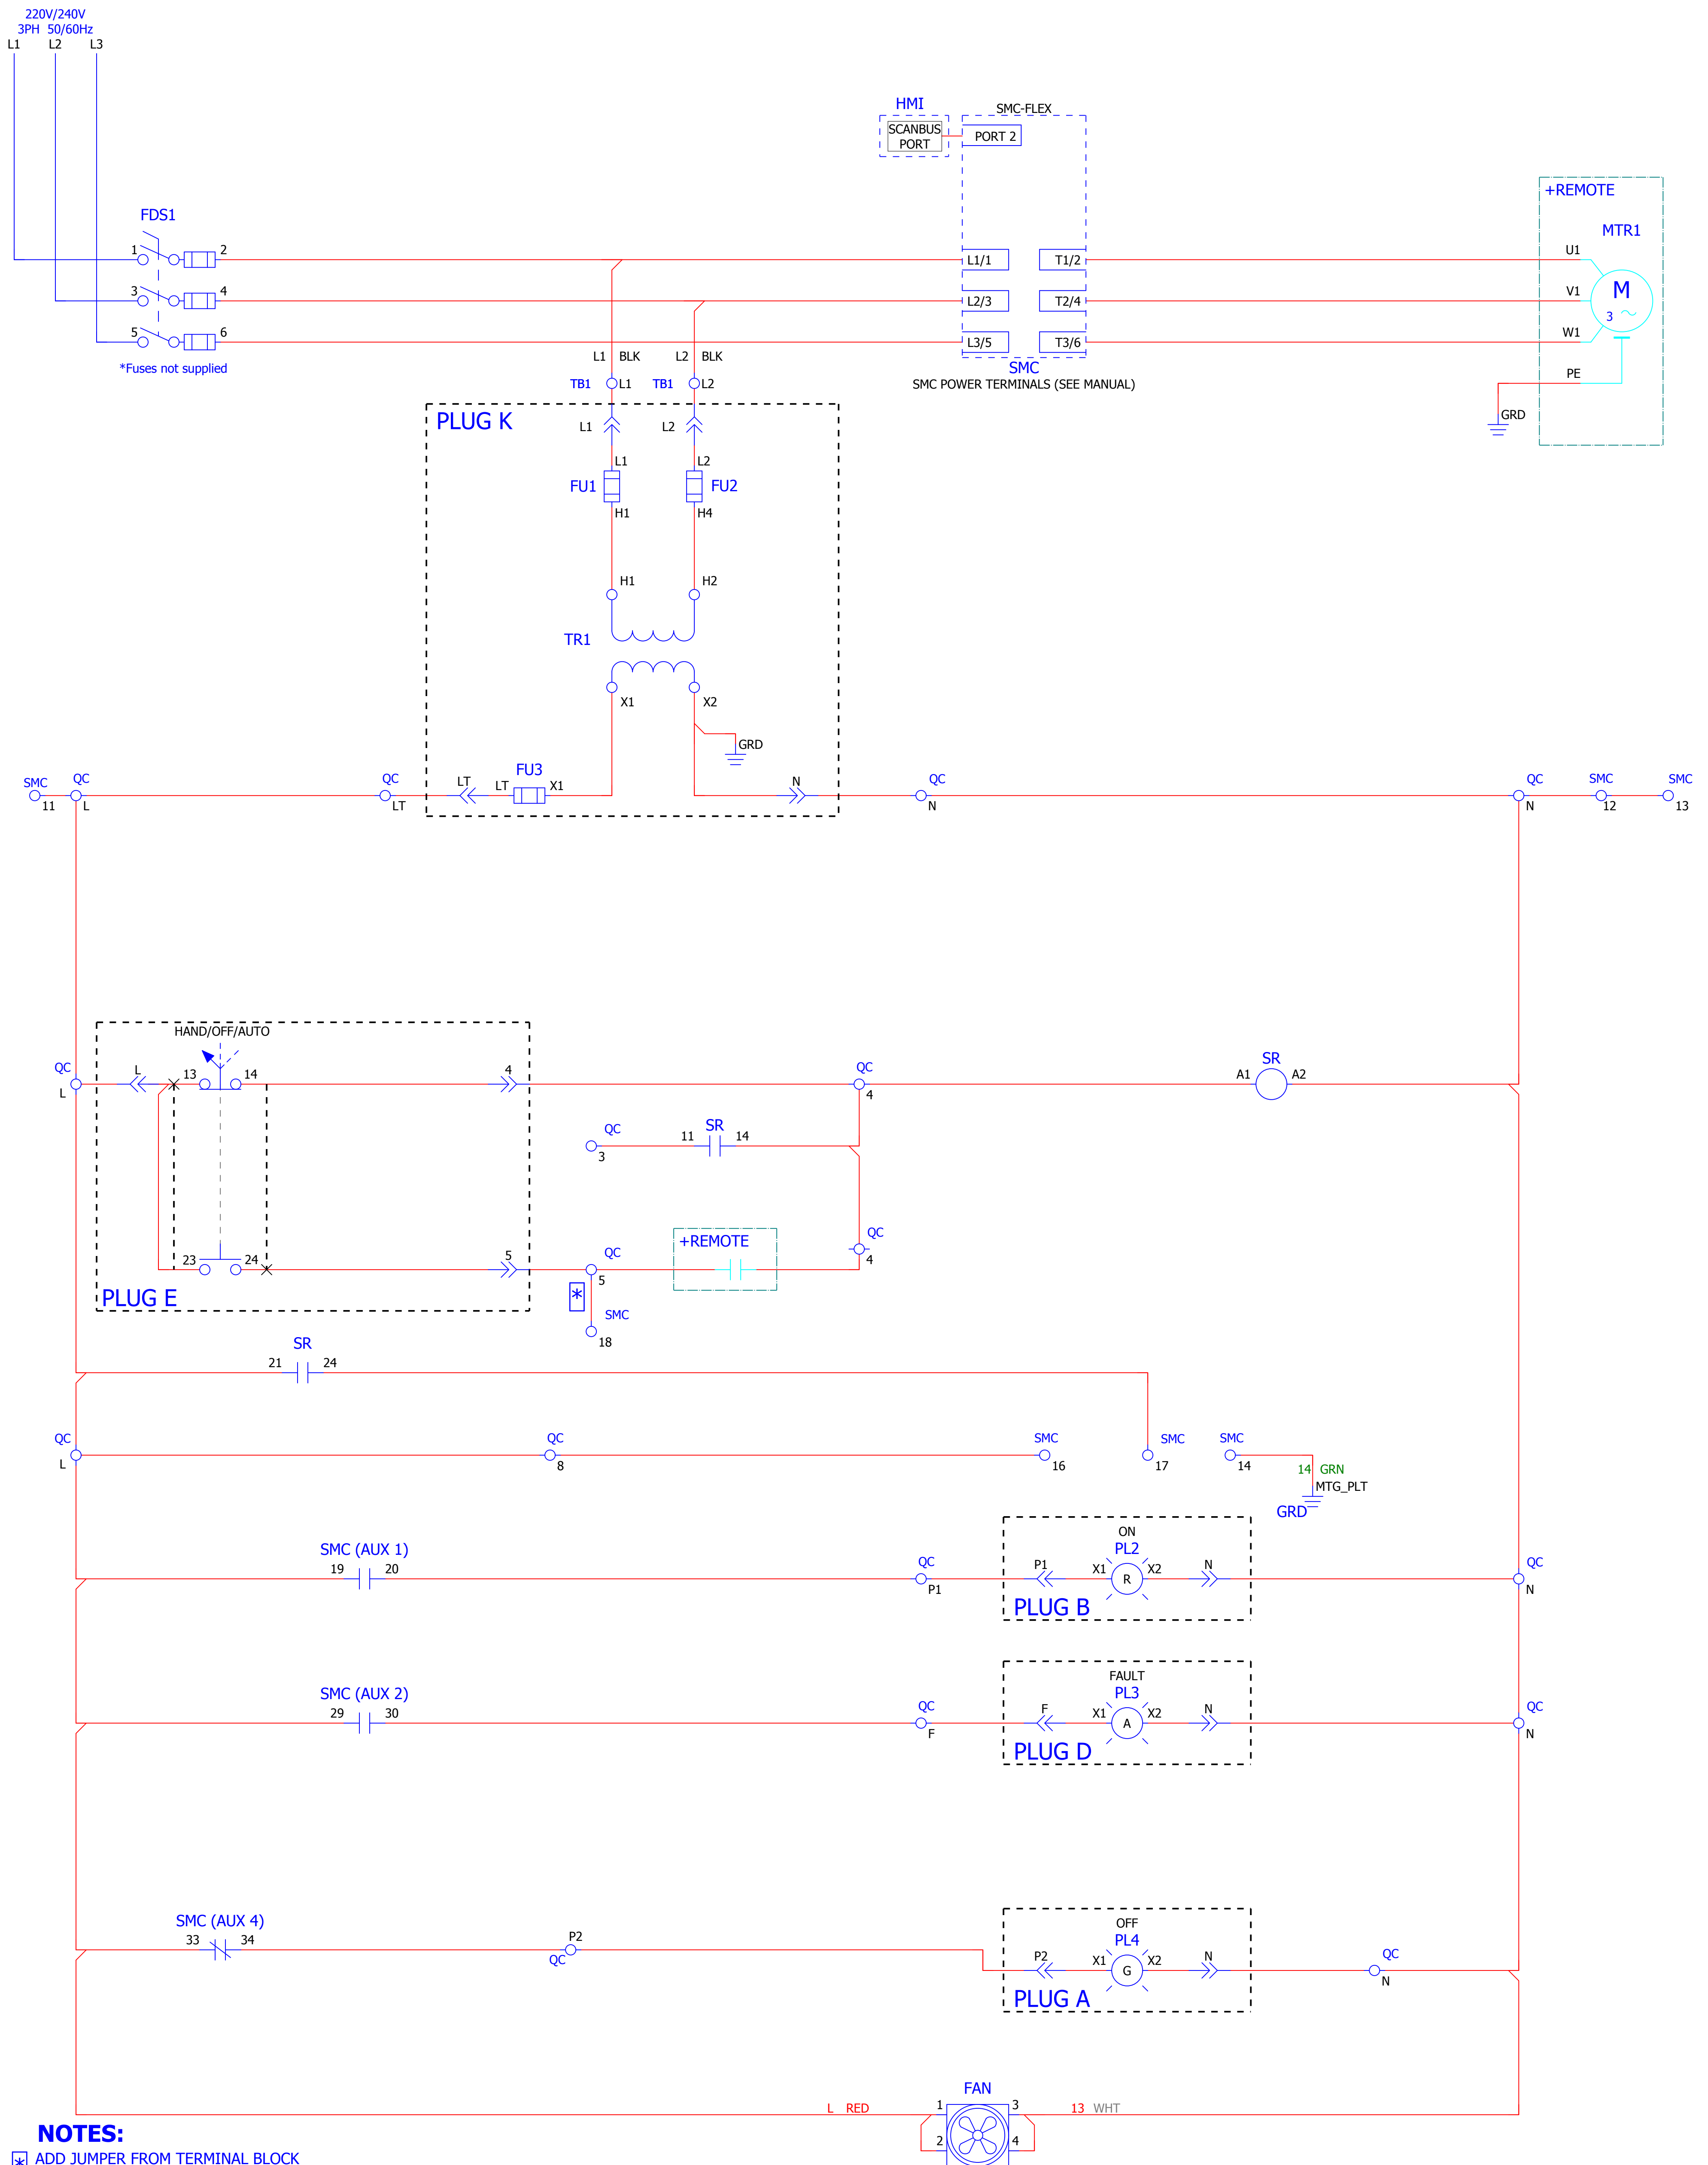 220V/240V
3PH 50/60Hz
L1 L2 L3
HMI
SMC-FLEX
SCANBUS
PORT
PORT 2
+REMOTE
MTR1
FDS1
1 2
L1/1 T1/2
U1
M
3
3 4
L2/3 T2/4
V1
5 6
L3/5 T3/6
W1
*Fuses not supplied
L1 BLK L2 BLK
SMC
SMC POWER TERMINALS (SEE MANUAL)
PE
TB1 L1 TB1 L2
GRD
PLUG K
L1 L2
L1 L2
FU1 FU2
H1 H4
H1 H2
TR1
X1 X2
GRD
SMC QC QC LT LT FU3 X1 N QC QC SMC SMC
11 L LT N N 12 13
HAND/OFF/AUTO
QC L 13 14 4 QC SR
A1 A2
L 4
QC 11 SR 14
3
23 24 5 QC +REMOTE QC
4
5
PLUG E
*
SMC
18
SR
21 24
QC QC SMC SMC SMC
L 8 16 17 14
14 GRN
MTG_PLT
GRD
ON
SMC (AUX 1) PL2
19 20 QC P1 X1 R X2 N QC
P1 N
PLUG B
FAULT
SMC (AUX 2) PL3
29 30 QC F X1 A X2 N QC
F N
PLUG D
OFF
SMC (AUX 4) PL4
33 34 P2 P2 X1 G X2 N QC
QC N
PLUG A
FAN
L RED 1 3 13 WHT
2 4
NOTES:
* ADD JUMPER FROM TERMINAL BLOCK